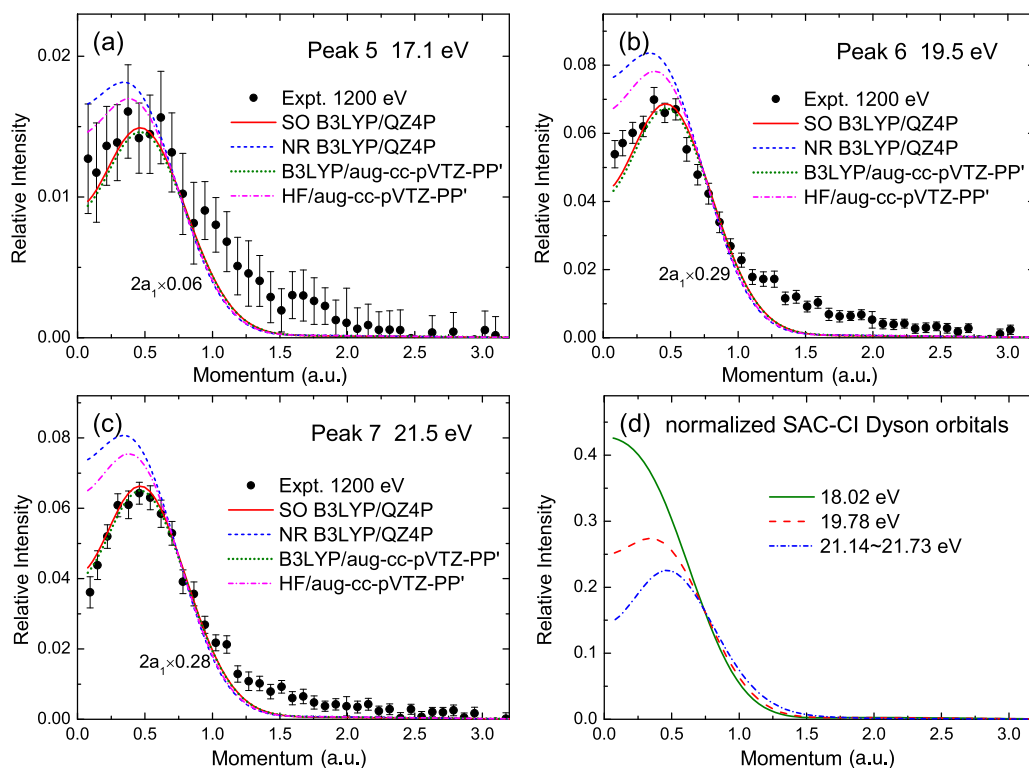 (a)
Peak 5 17.1 eV
0.02
0.01
0.00
Relative Intensity
Expt. 1200 eV
SO B3LYP/QZ4P
NR B3LYP/QZ4P
B3LYP/aug-cc-pVTZ-PP'
HF/aug-cc-pVTZ-PP'
2a₁×0.06
0.0 0.5 1.0 1.5 2.0 2.5 3.0
Momentum (a.u.)
(b)
Peak 6 19.5 eV
0.08
0.06
0.04
0.02
0.00
Relative Intensity
Expt. 1200 eV
SO B3LYP/QZ4P
NR B3LYP/QZ4P
B3LYP/aug-cc-pVTZ-PP'
HF/aug-cc-pVTZ-PP'
2a₁×0.29
0.0 0.5 1.0 1.5 2.0 2.5 3.0
Momentum (a.u.)
(c)
Peak 7 21.5 eV
0.08
0.06
0.04
0.02
0.00
Relative Intensity
Expt. 1200 eV
SO B3LYP/QZ4P
NR B3LYP/QZ4P
B3LYP/aug-cc-pVTZ-PP'
HF/aug-cc-pVTZ-PP'
2a₁×0.28
0.0 0.5 1.0 1.5 2.0 2.5 3.0
Momentum (a.u.)
(d) normalized SAC-CI Dyson orbitals
0.4
0.3
0.2
0.1
0.0
Relative Intensity
18.02 eV
19.78 eV
21.14~21.73 eV
0.0 0.5 1.0 1.5 2.0 2.5 3.0
Momentum (a.u.)